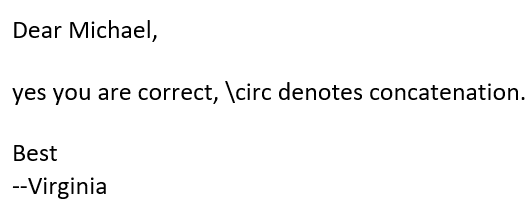 Dear Michael,
yes you are correct, \circ denotes concatenation.
Best
--Virginia